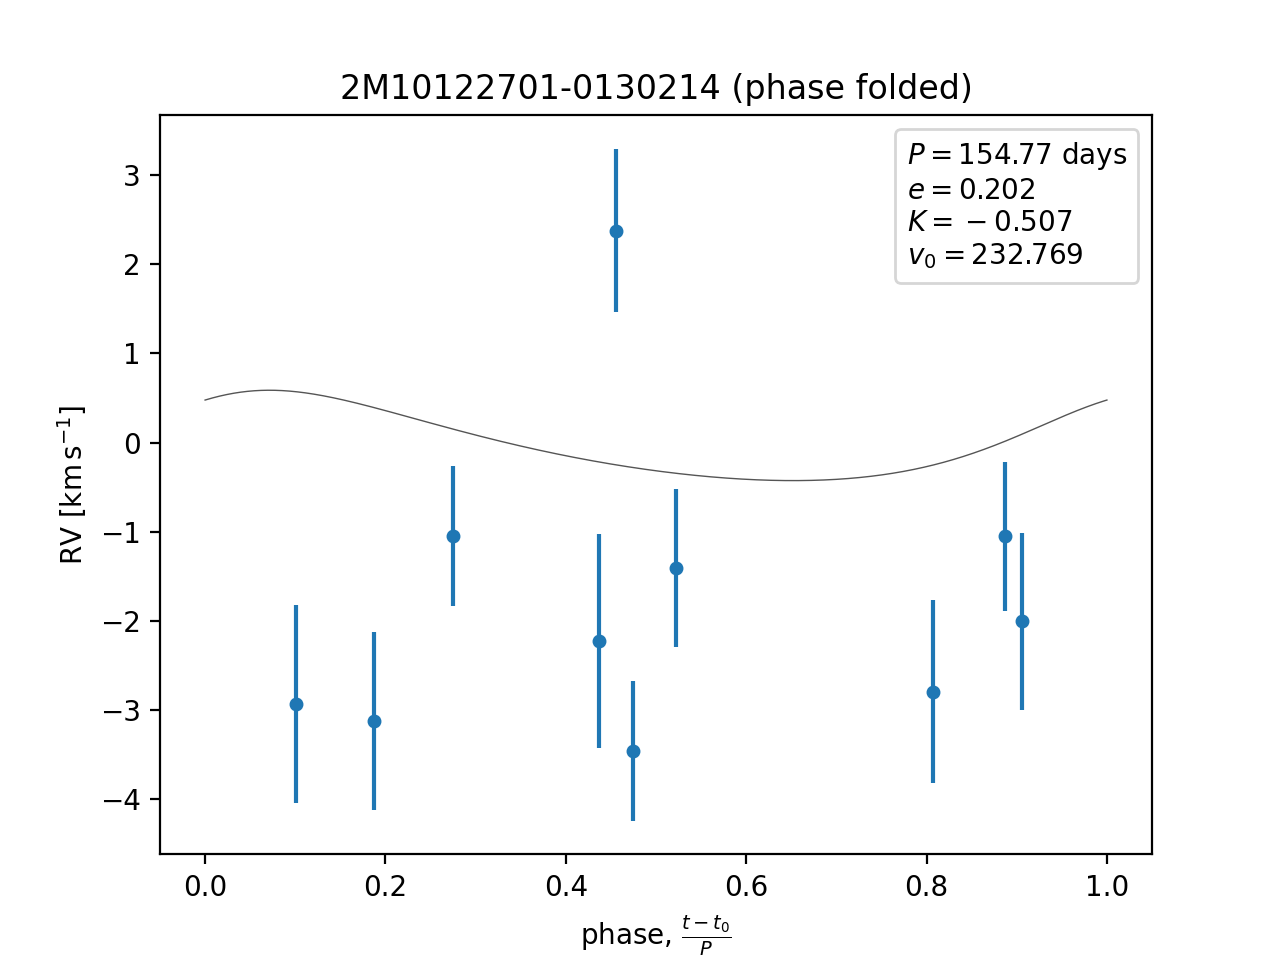 2M10122701-0130214 (phase folded)
P = 154.77 days
e = 0.202
K = −0.507
v₀ = 232.769
3
2
1
0
−1
−2
−3
−4
RV [km s⁻¹]
0.0 0.2 0.4 0.6 0.8 1.0
phase, (t − t₀)/P